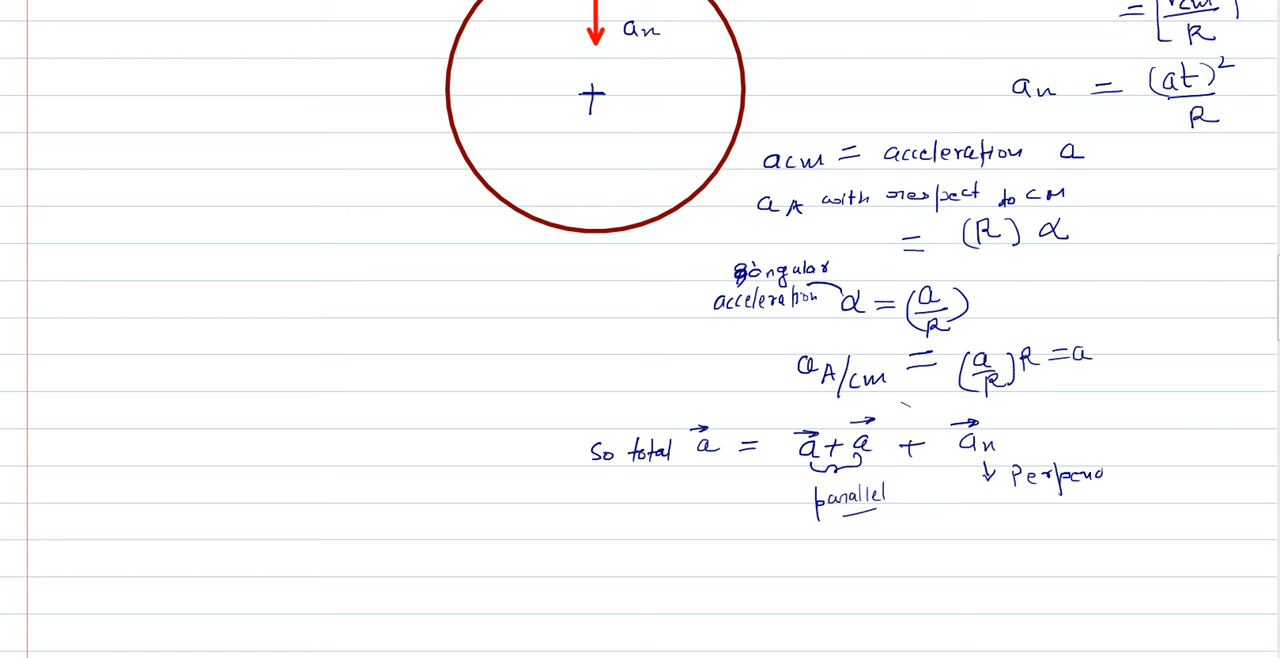 an
= [Vcm/R]
an = (at)²/R
acm = acceleration a
aA with respect to CM
= (R) α
angular
acceleration α = (a/R)
aA/cm = (a/R)R = a
So total a⃗ = a⃗ + a⃗ + a⃗n
↓ Perpend
parallel